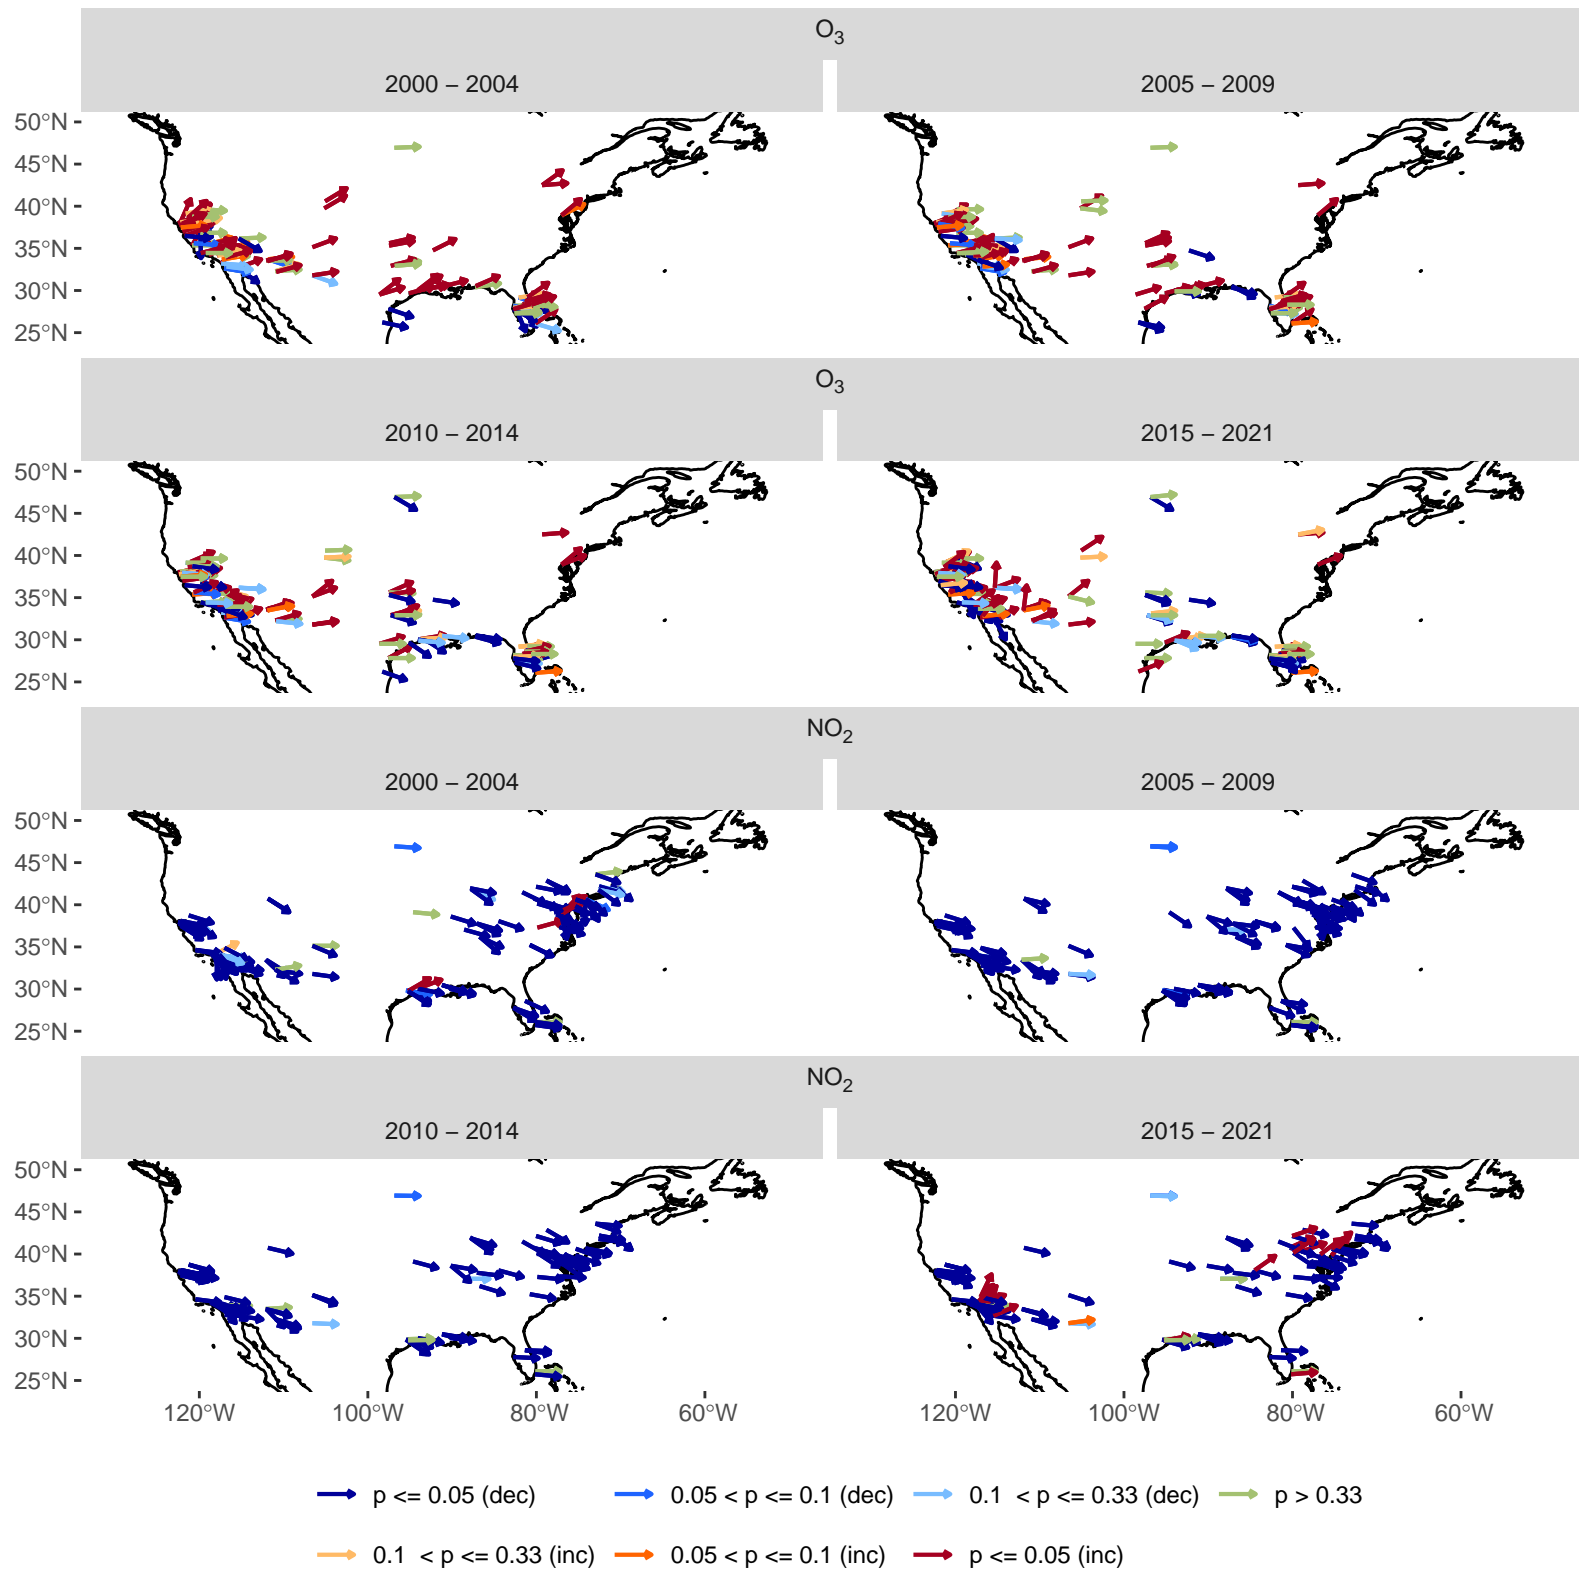 O3
2000 – 2004 2005 – 2009
50°N
45°N
40°N
35°N
30°N
25°N
O3
2010 – 2014 2015 – 2021
50°N
45°N
40°N
35°N
30°N
25°N
NO2
2000 – 2004 2005 – 2009
50°N
45°N
40°N
35°N
30°N
25°N
NO2
2010 – 2014 2015 – 2021
50°N
45°N
40°N
35°N
30°N
25°N
120°W 100°W 80°W 60°W 120°W 100°W 80°W 60°W
p <= 0.05 (dec) 0.05 < p <= 0.1 (dec) 0.1 < p <= 0.33 (dec) p > 0.33
0.1 < p <= 0.33 (inc) 0.05 < p <= 0.1 (inc) p <= 0.05 (inc)